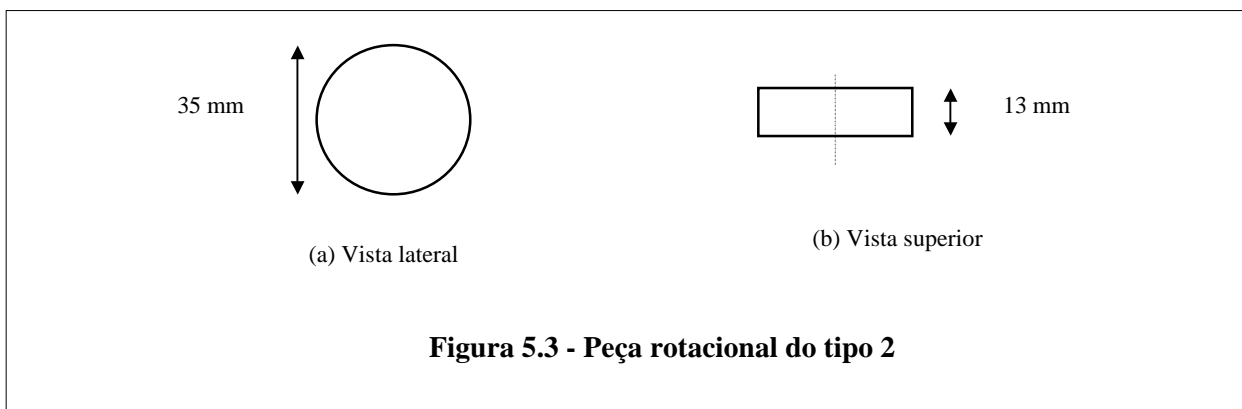 35 mm
13 mm
(a) Vista lateral
(b) Vista superior
Figura 5.3 - Peça rotacional do tipo 2